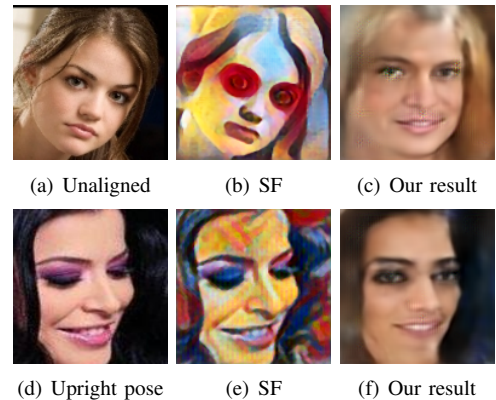 (a) Unaligned (b) SF (c) Our result
(d) Upright pose (e) SF (f) Our result